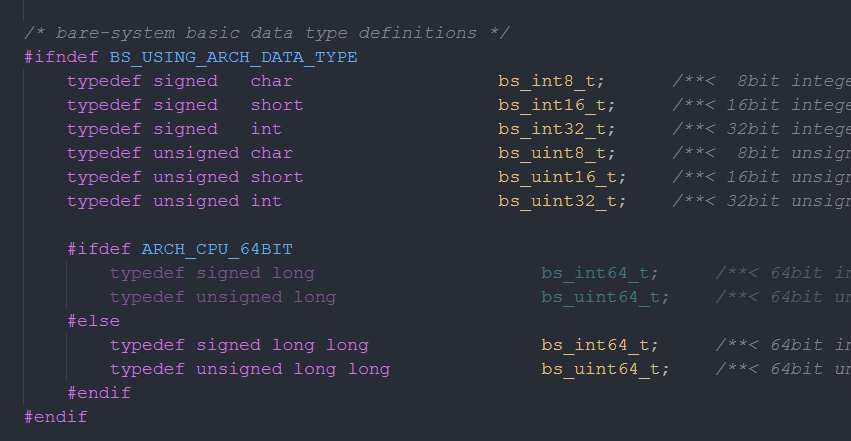 /* bare-system basic data type definitions */
#ifndef BS_USING_ARCH_DATA_TYPE
typedef signed char bs_int8_t; /**< 8bit intege
typedef signed short bs_int16_t; /**< 16bit intege
typedef signed int bs_int32_t; /**< 32bit intege
typedef unsigned char bs_uint8_t; /**< 8bit unsign
typedef unsigned short bs_uint16_t; /**< 16bit unsign
typedef unsigned int bs_uint32_t; /**< 32bit unsign
#ifdef ARCH_CPU_64BIT
typedef signed long bs_int64_t; /**< 64bit in
typedef unsigned long bs_uint64_t; /**< 64bit un
#else
typedef signed long long bs_int64_t; /**< 64bit in
typedef unsigned long long bs_uint64_t; /**< 64bit un
#endif
#endif